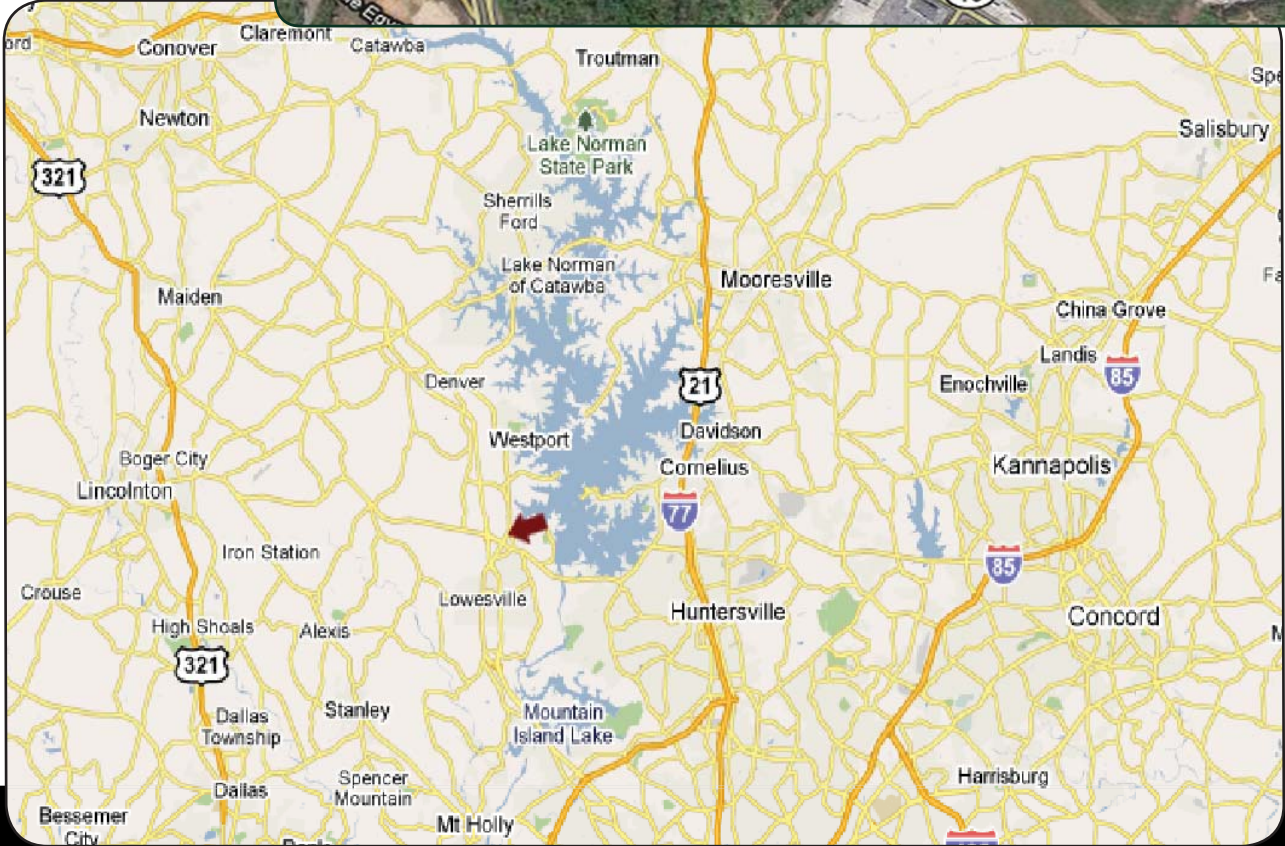 Claremont
Conover
Catawba
Troutman
Newton
Salisbury
Lake Norman
State Park
321
Sherrills
Ford
Lake Norman
of Catawba
Mooresville
Maiden
China Grove
Landis
85
Denver
21
Enochville
Westport
Davidson
Boger City
Cornelius
Kannapolis
Lincolnton
77
Iron Station
85
Crouse
Lowesville
Huntersville
Concord
High Shoals
Alexis
321
Stanley
Mountain
Island Lake
Dallas
Township
Spencer
Mountain
Harrisburg
Dallas
Bessemer
City
Mt Holly